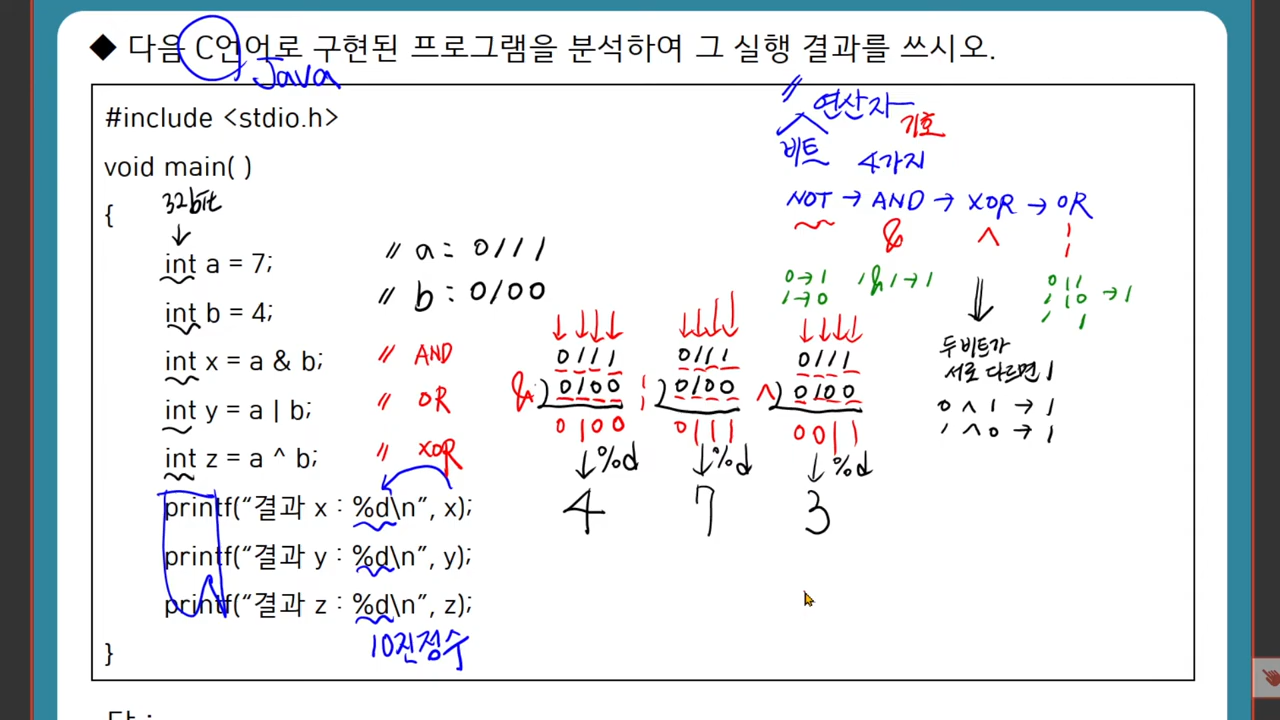 ◆ 다음 C언어로 구현된 프로그램을 분석하여 그 실행 결과를 쓰시오.
Java
#include <stdio.h>
void main( )
{
32bit
int a = 7;
int b = 4;
int x = a & b;
int y = a | b;
int z = a ^ b;
printf("결과 x : %d\n", x);
printf("결과 y : %d\n", y);
printf("결과 z : %d\n", z);
10진정수
}
// a : 0111
// b : 0100
// AND
// OR
// XOR
// 연산자
기호
비트 4가지
NOT → AND → XOR → OR
~ & ^ |
0→1
1→0
1&1→1
0|1
1|0 →1
1|1
두 비트가
서로 다르면 1
0 ^ 1 → 1
1 ^ 0 → 1
0111
& ) 0100
0100
%d
4
0111
| ) 0100
0111
%d
7
0111
^ ) 0100
0011
%d
3